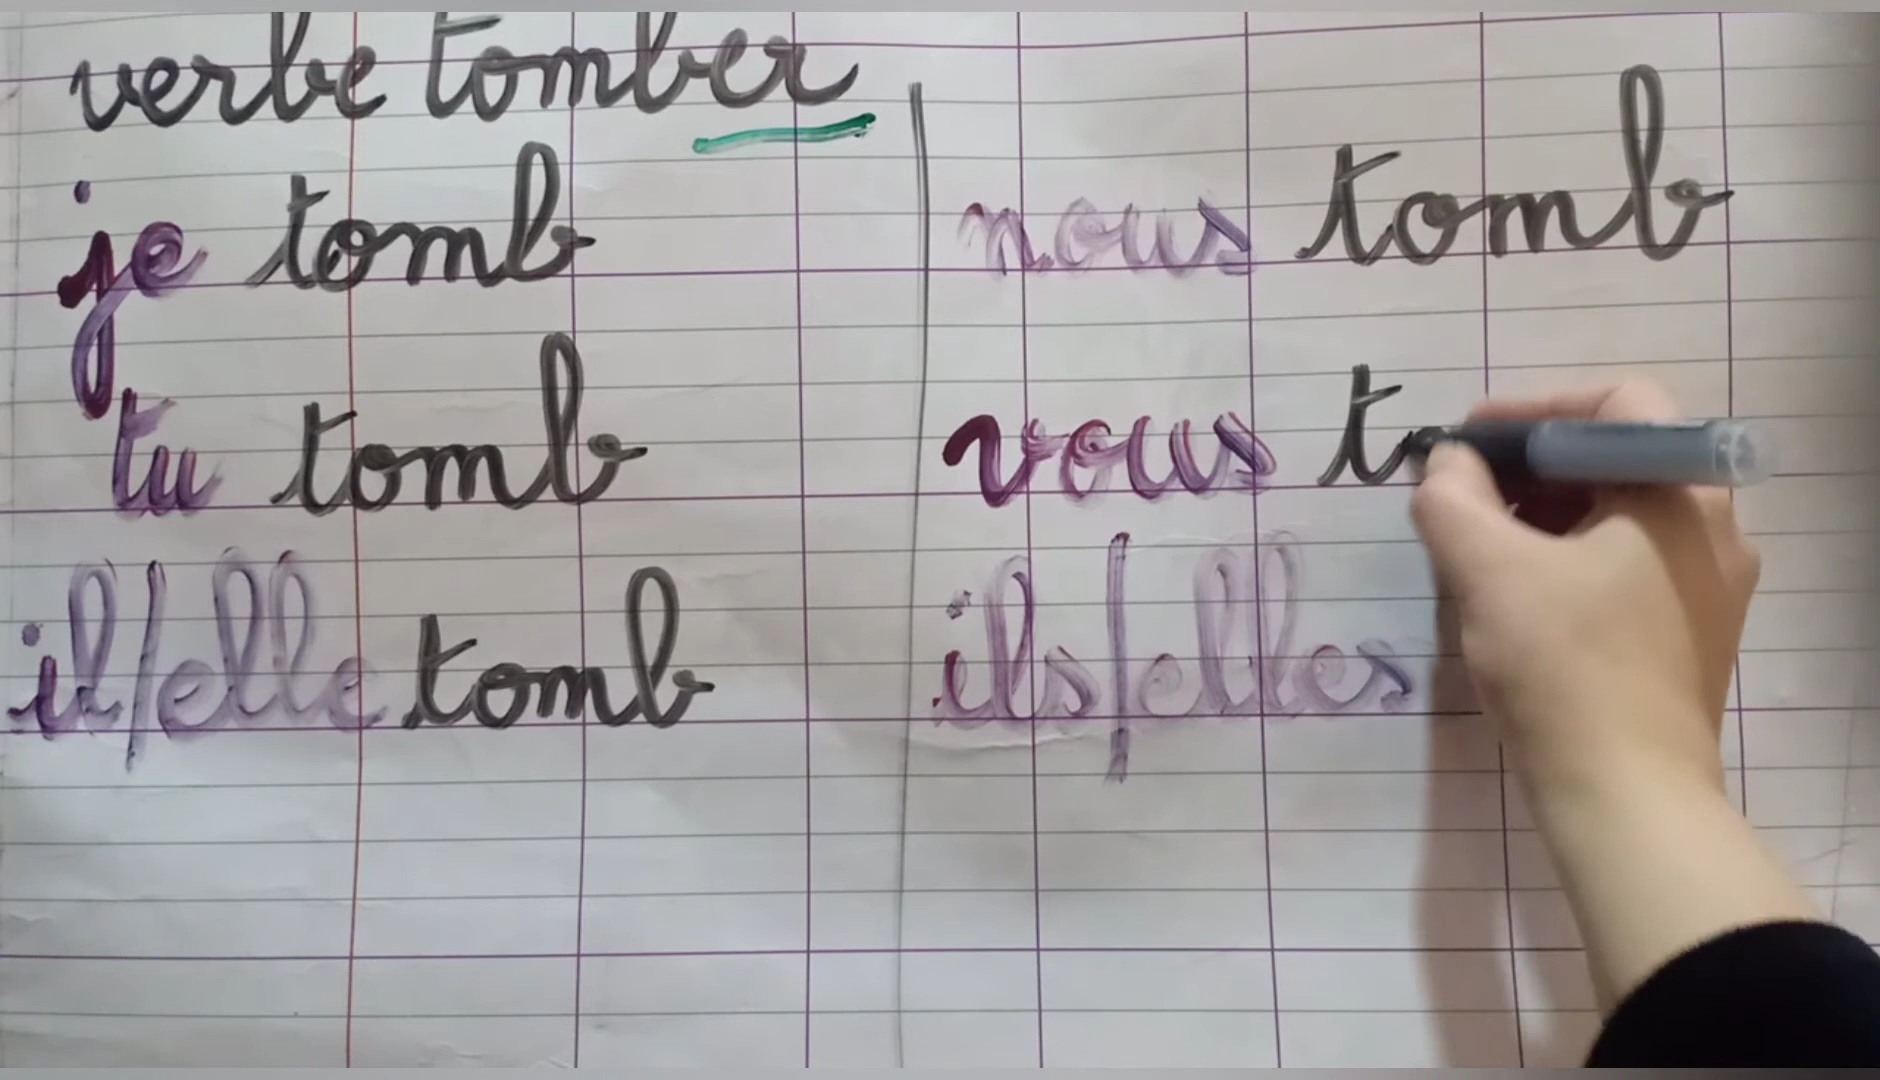 verbe tomber
je tomb
tu tomb
il/elle tomb
nous tomb
vous t
ils/elles